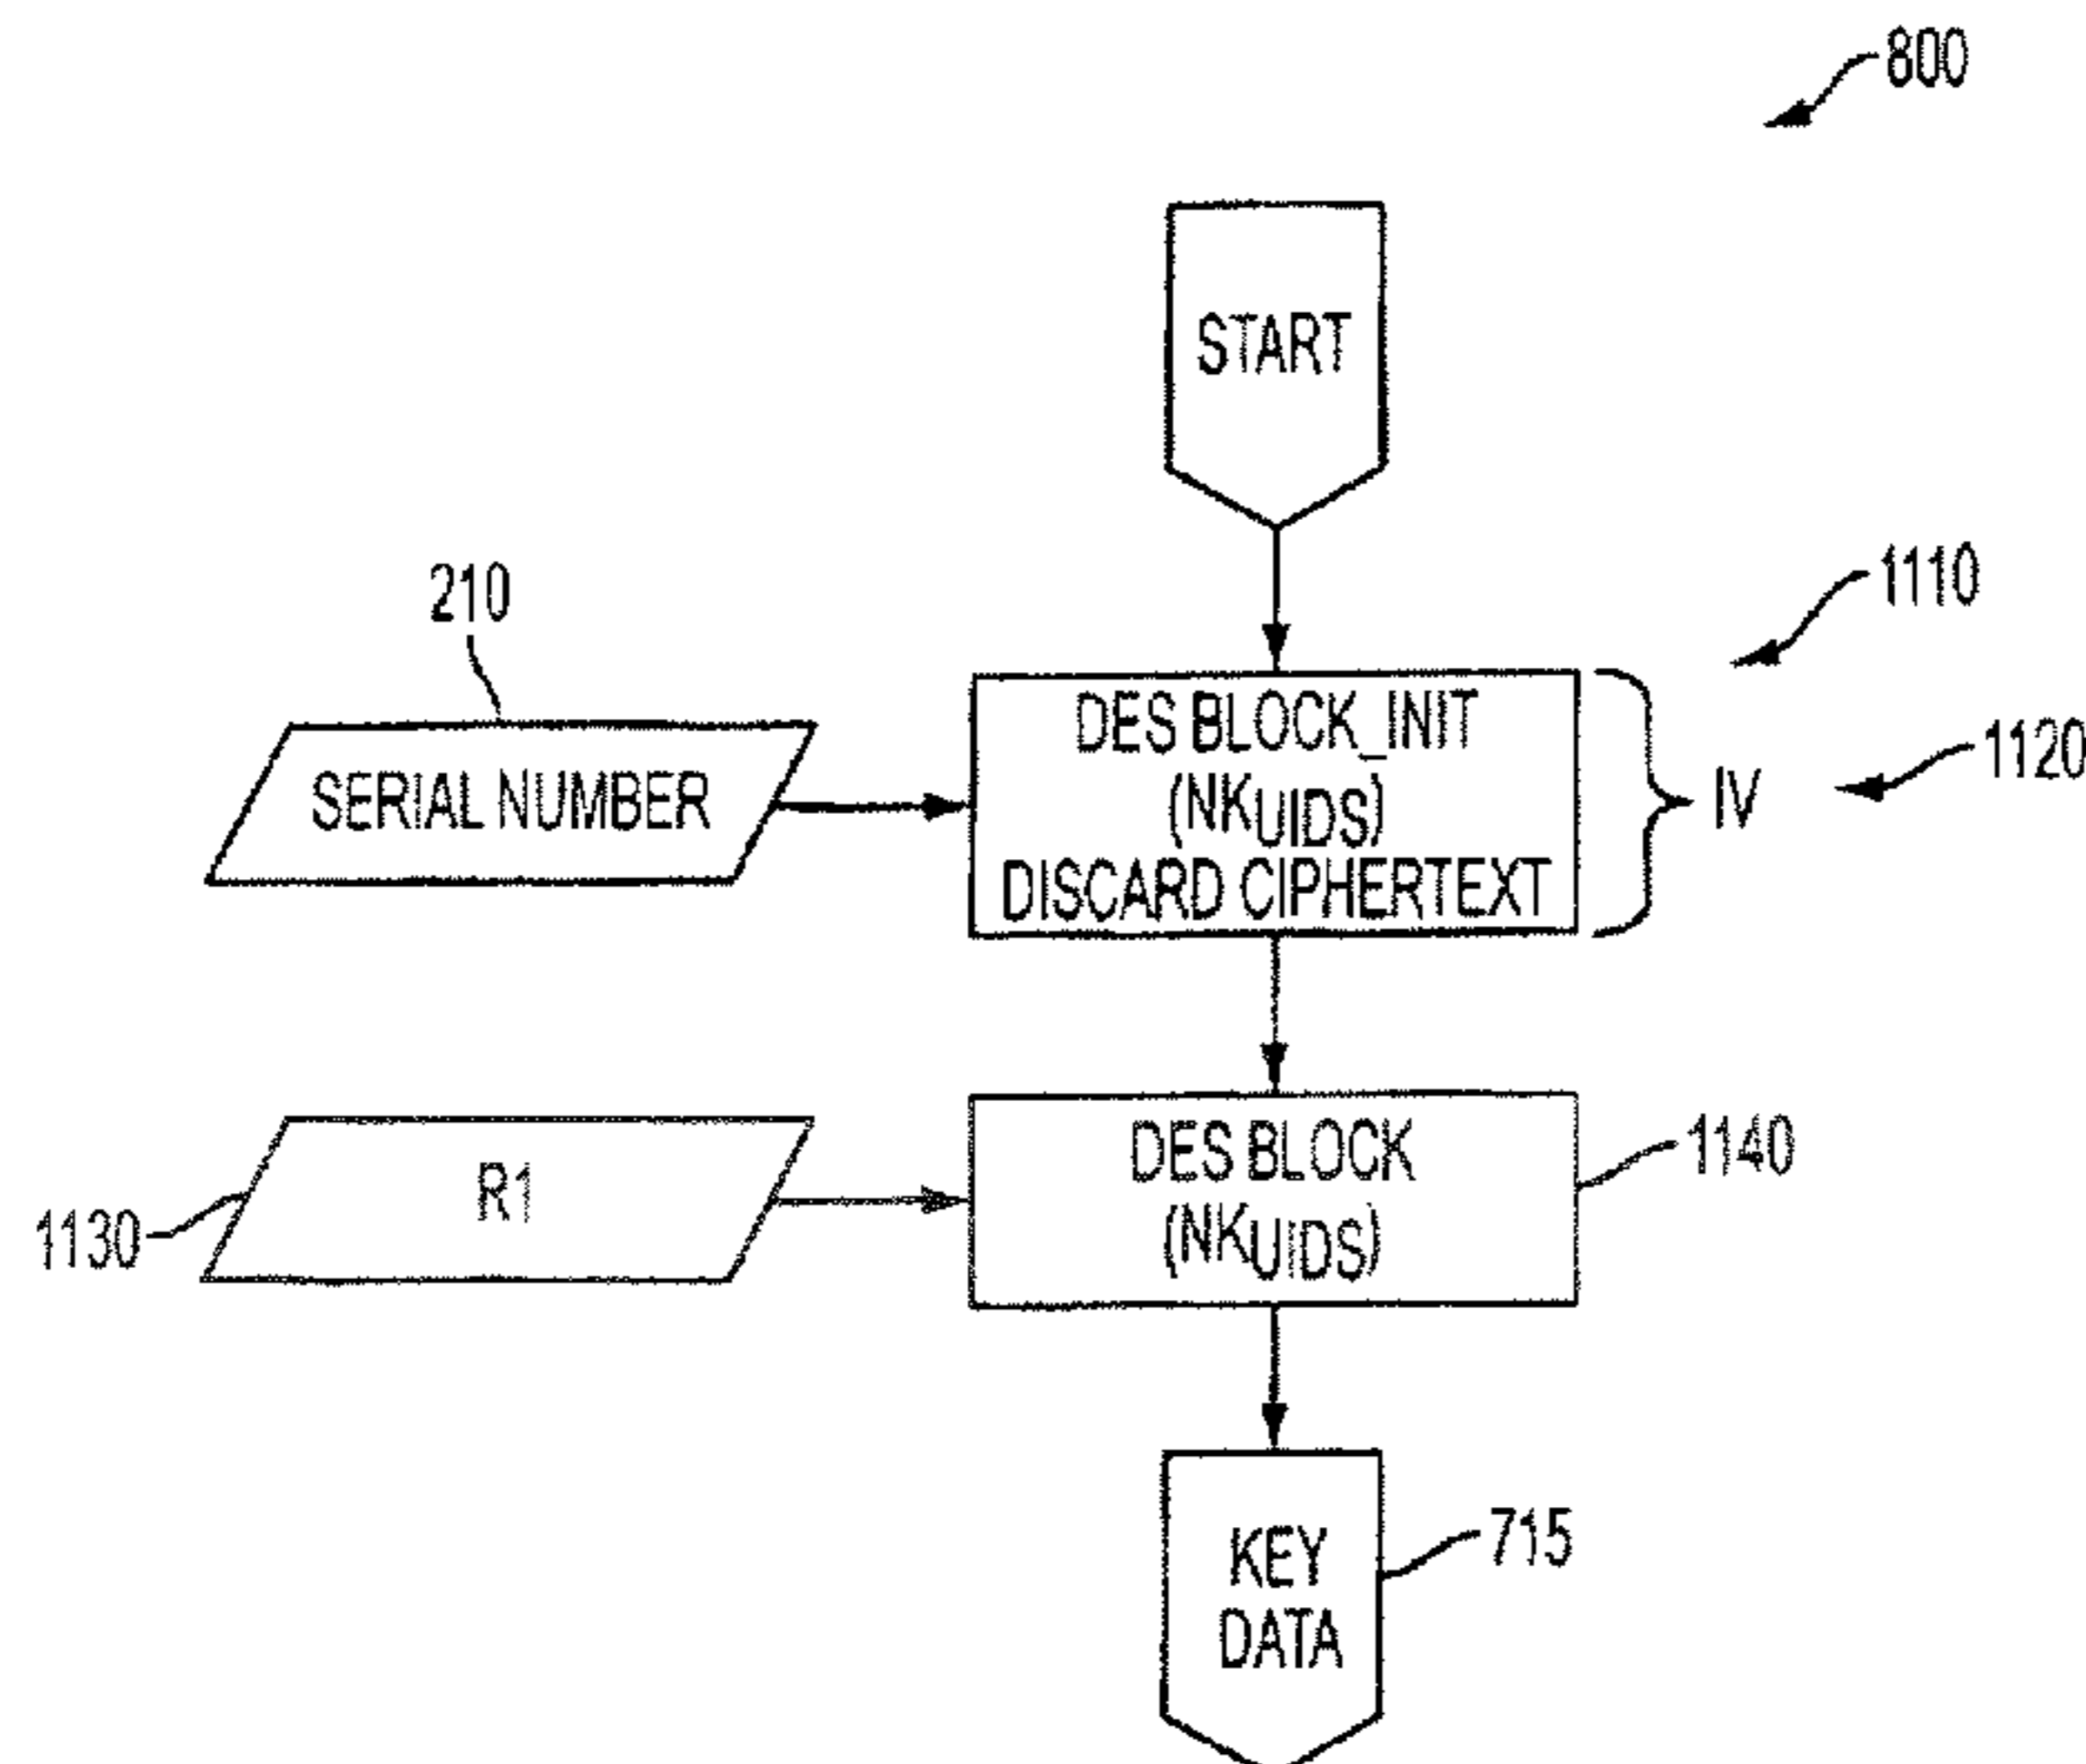 800
START
1110
210
DES BLOCK_INIT
1120
SERIAL NUMBER
(NKUIDS)
IV
DISCARD CIPHERTEXT
DES BLOCK
1140
R1
(NKUIDS)
1130
715
KEY
DATA